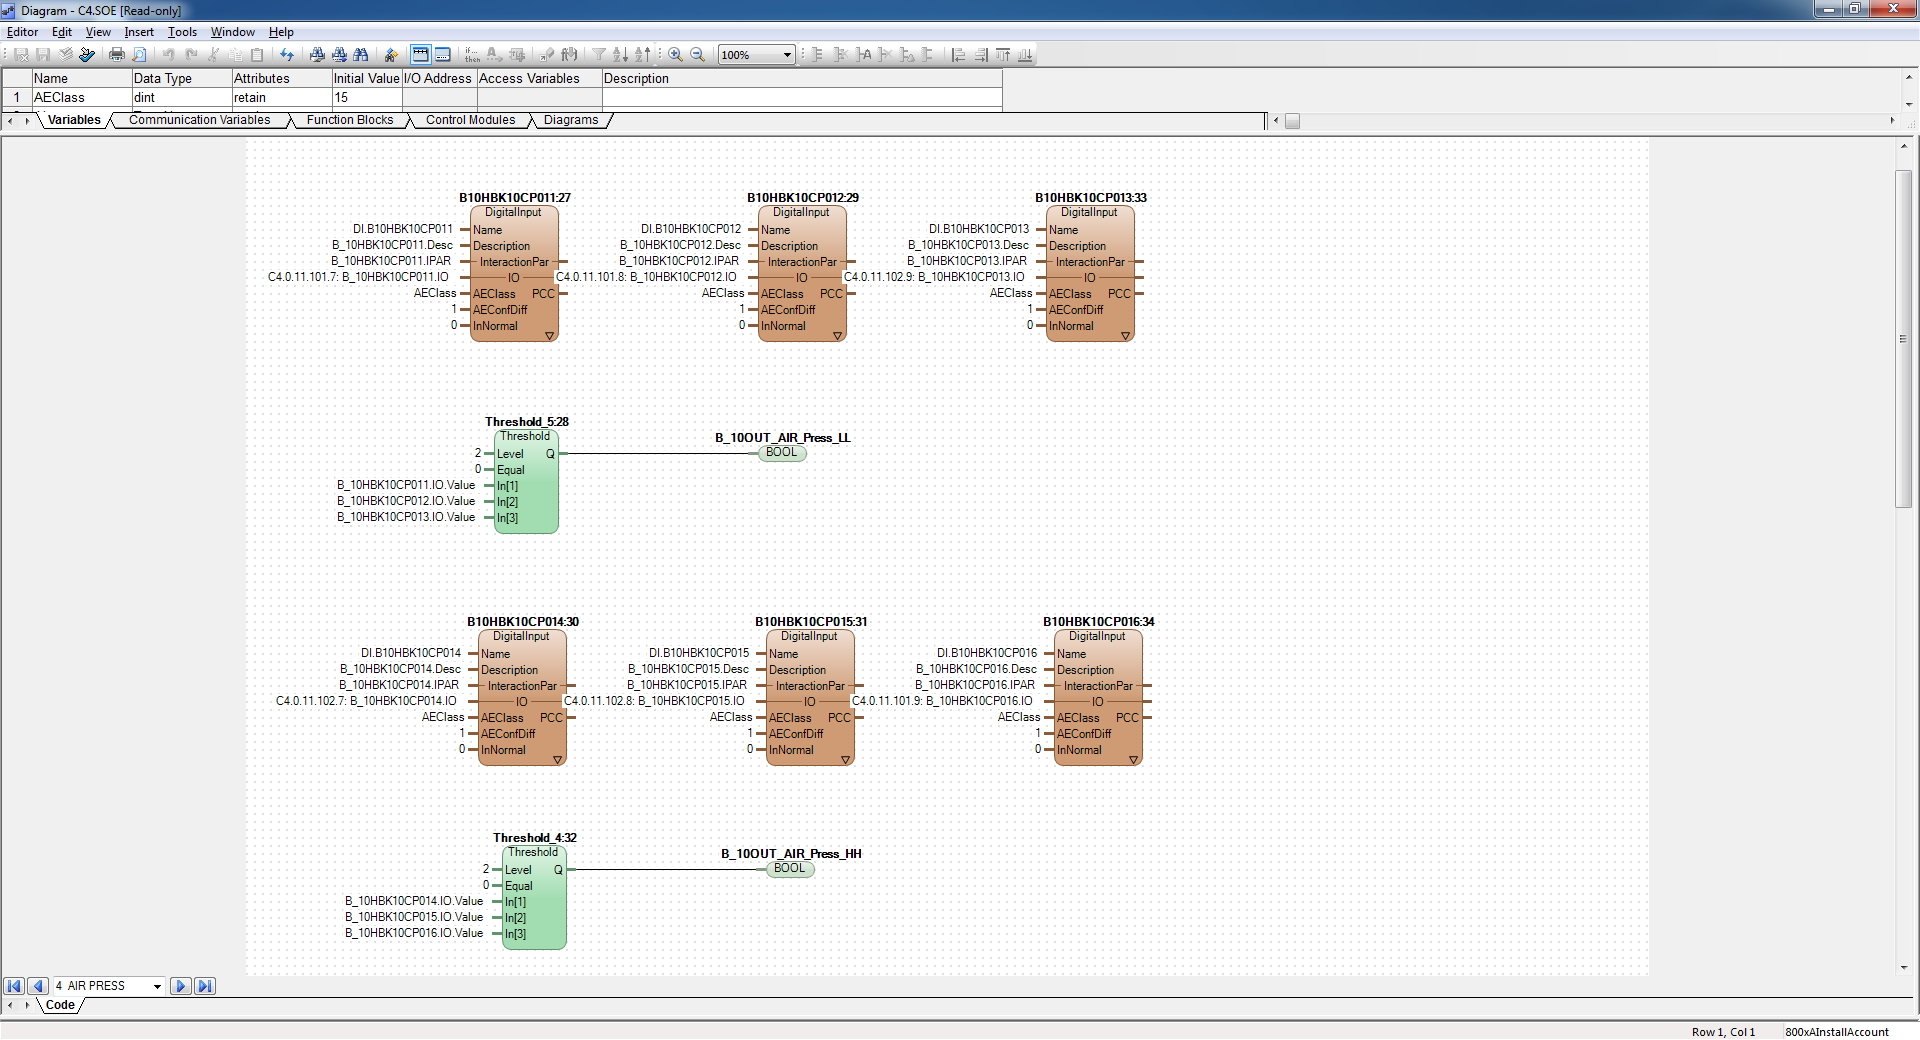 Diagram - C4.SOE [Read-only]
Editor Edit View Insert Tools Window Help
if... then 100%
Name Data Type Attributes Initial Value I/O Address Access Variables Description
1 AEClass dint retain 15
Variables Communication Variables Function Blocks Control Modules Diagrams
B10HBK10CP011:27 B10HBK10CP012:29 B10HBK10CP013:33
DigitalInput DigitalInput DigitalInput
DI.B10HBK10CP011 Name DI.B10HBK10CP012 Name DI.B10HBK10CP013 Name
B_10HBK10CP011.Desc Description B_10HBK10CP012.Desc Description B_10HBK10CP013.Desc Description
B_10HBK10CP011.IPAR InteractionPar B_10HBK10CP012.IPAR InteractionPar B_10HBK10CP013.IPAR InteractionPar
C4.0.11.101.7: B_10HBK10CP011.IO IO C4.0.11.101.8: B_10HBK10CP012.IO IO C4.0.11.102.9: B_10HBK10CP013.IO IO
AEClass AEClass PCC AEClass AEClass PCC AEClass AEClass PCC
1 AEConfDiff 1 AEConfDiff 1 AEConfDiff
0 InNormal 0 InNormal 0 InNormal
Threshold_5:28
Threshold B_10OUT_AIR_Press_LL
2 Level Q BOOL
0 Equal
B_10HBK10CP011.IO.Value In[1]
B_10HBK10CP012.IO.Value In[2]
B_10HBK10CP013.IO.Value In[3]
B10HBK10CP014:30 B10HBK10CP015:31 B10HBK10CP016:34
DigitalInput DigitalInput DigitalInput
DI.B10HBK10CP014 Name DI.B10HBK10CP015 Name DI.B10HBK10CP016 Name
B_10HBK10CP014.Desc Description B_10HBK10CP015.Desc Description B_10HBK10CP016.Desc Description
B_10HBK10CP014.IPAR InteractionPar B_10HBK10CP015.IPAR InteractionPar B_10HBK10CP016.IPAR InteractionPar
C4.0.11.102.7: B_10HBK10CP014.IO IO C4.0.11.102.8: B_10HBK10CP015.IO IO C4.0.11.101.9: B_10HBK10CP016.IO IO
AEClass AEClass PCC AEClass AEClass PCC AEClass AEClass PCC
1 AEConfDiff 1 AEConfDiff 1 AEConfDiff
0 InNormal 0 InNormal 0 InNormal
Threshold_4:32
Threshold B_10OUT_AIR_Press_HH
2 Level Q BOOL
0 Equal
B_10HBK10CP014.IO.Value In[1]
B_10HBK10CP015.IO.Value In[2]
B_10HBK10CP016.IO.Value In[3]
4 AIR PRESS
Code
Row 1, Col 1 800xAInstallAccount